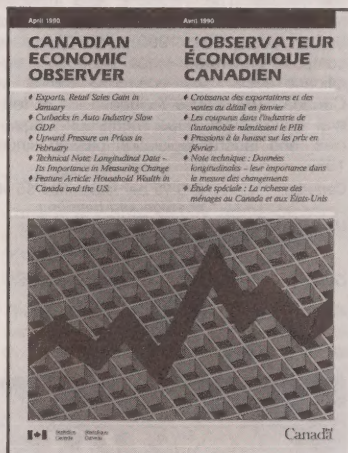 April 1990
CANADIAN
ECONOMIC
OBSERVER
♦ Exports, Retail Sales Gain in
January
♦ Cutbacks in Auto Industry Slow
GDP
♦ Upward Pressure on Prices in
February
♦ Technical Note: Longitudinal Data -
Its Importance in Measuring Change
♦ Feature Article: Household Wealth in
Canada and the U.S.
Avril 1990
L'OBSERVATEUR
ÉCONOMIQUE
CANADIEN
♦ Croissance des exportations et des
ventes au détail en janvier
♦ Les coupures dans l'industrie de
l'automobile ralentissent le PIB
♦ Pressions à la hausse sur les prix en
février
♦ Note technique : Données
longitudinales - leur importance dans
la mesure des changements
♦ Étude spéciale : La richesse des
ménages au Canada et aux États-Unis
Statistics
Canada
Statistique
Canada
Canada